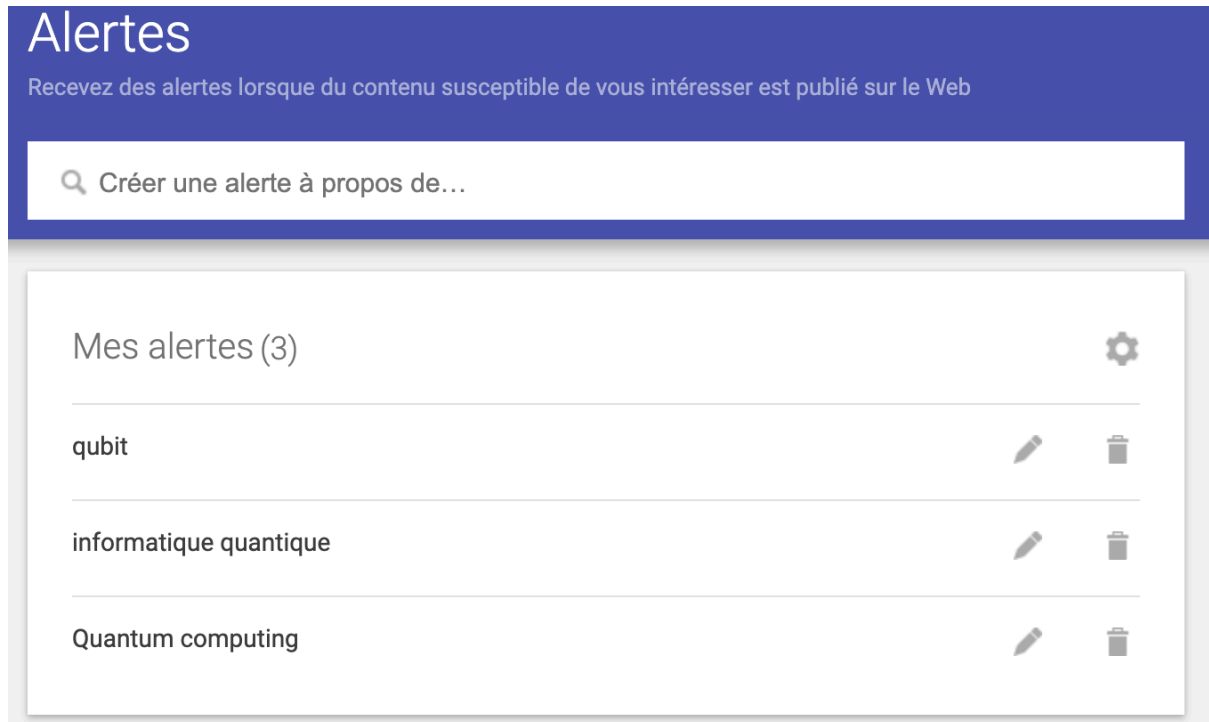 Alertes
Recevez des alertes lorsque du contenu susceptible de vous intéresser est publié sur le Web
Créer une alerte à propos de…
Mes alertes (3)
qubit
informatique quantique
Quantum computing